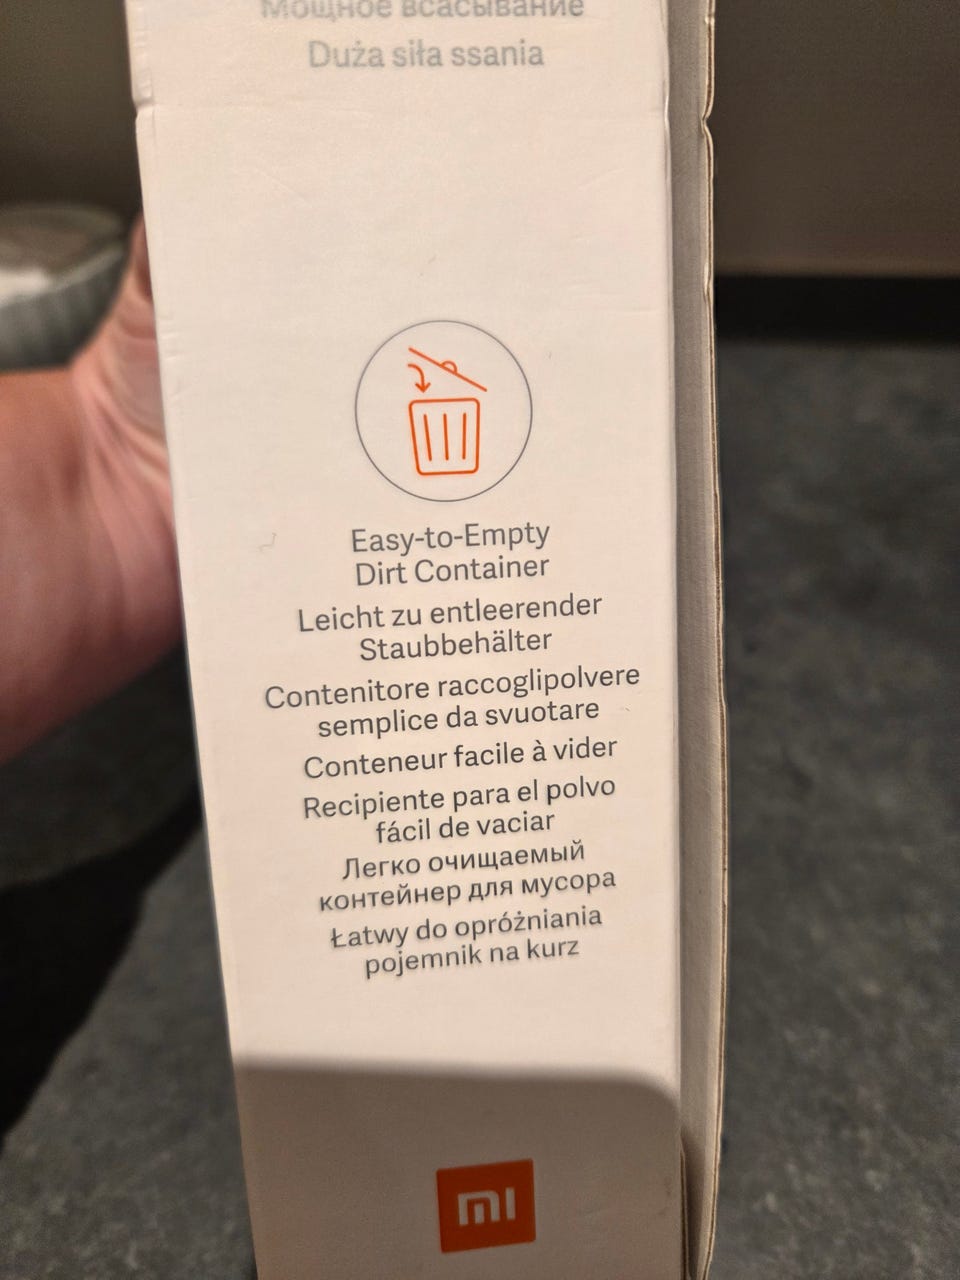 Мощное всасывание
Duża siła ssania
Easy-to-Empty
Dirt Container
Leicht zu entleerender
Staubbehälter
Contenitore raccoglipolvere
semplice da svuotare
Conteneur facile à vider
Recipiente para el polvo
fácil de vaciar
Легко очищаемый
контейнер для мусора
Łatwy do opróżniania
pojemnik na kurz
mi